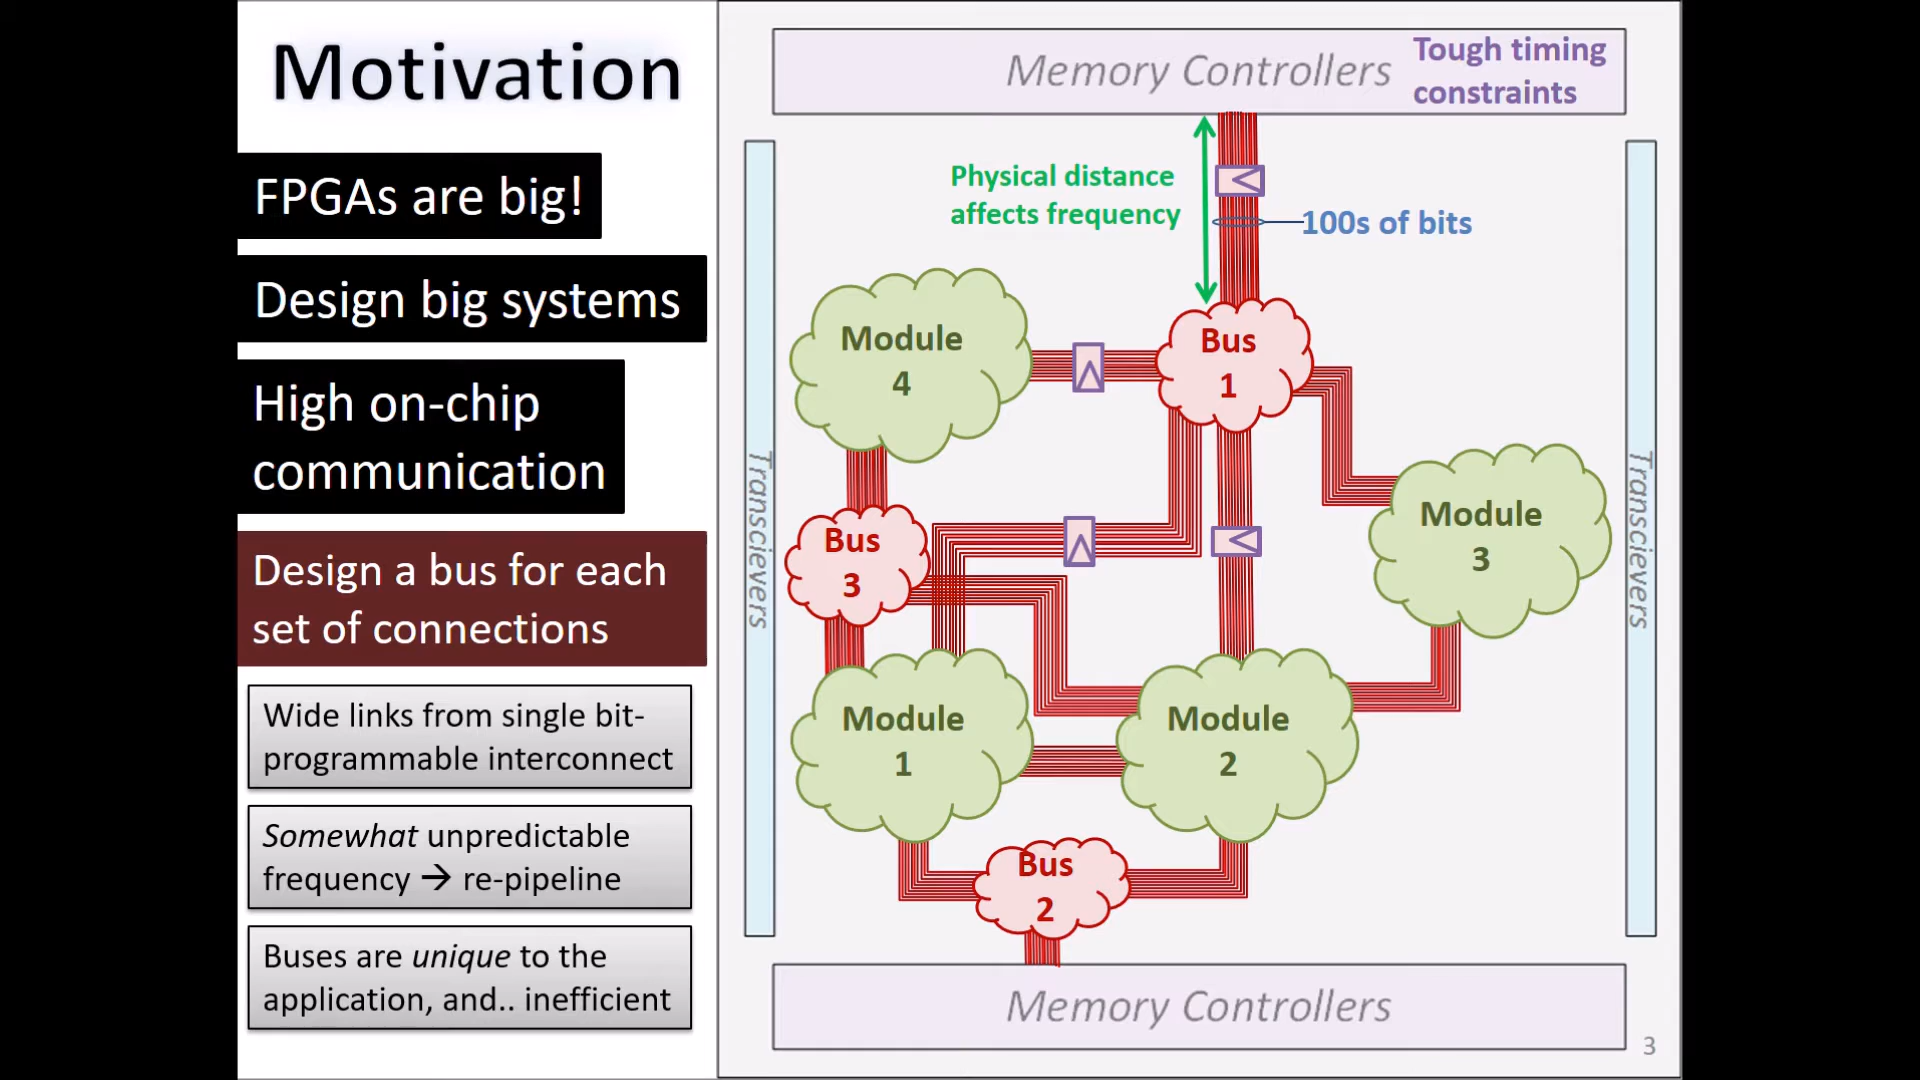 Motivation
FPGAs are big!
Design big systems
High on-chip
communication
Design a bus for each
set of connections
Wide links from single bit-
programmable interconnect
Somewhat unpredictable
frequency → re-pipeline
Buses are unique to the
application, and.. inefficient
Memory Controllers
Tough timing
constraints
Physical distance
affects frequency
100s of bits
Module
4
Bus
1
Transcievers
Module
3
Transcievers
Bus
3
Module
1
Module
2
Bus
2
Memory Controllers
3